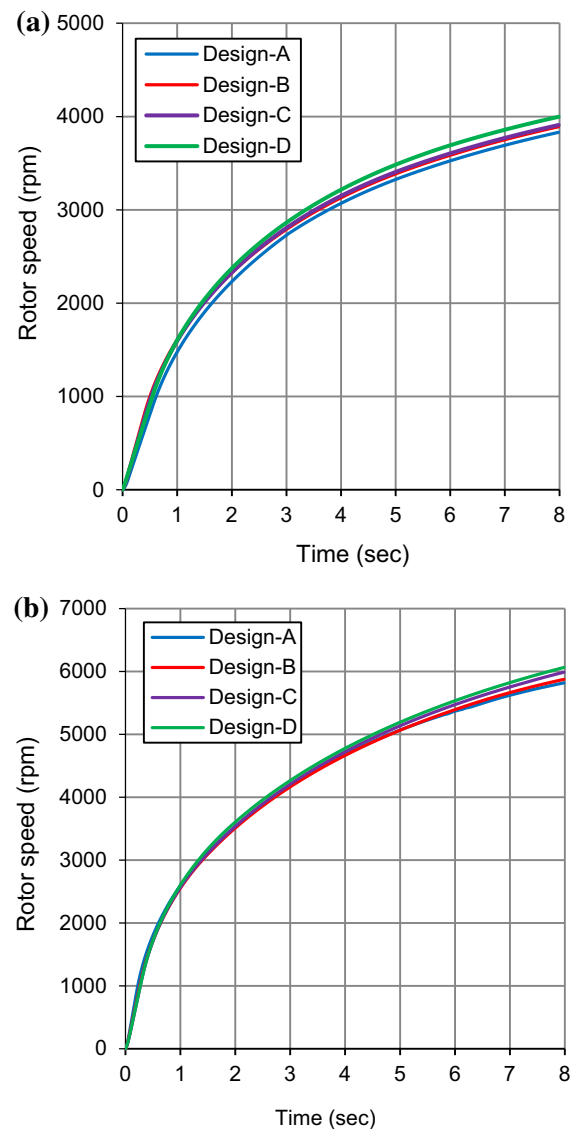 (a)
5000
4000
3000
2000
1000
0
Rotor speed (rpm)
Design-A
Design-B
Design-C
Design-D
0 1 2 3 4 5 6 7 8
Time (sec)
(b)
7000
6000
5000
4000
3000
2000
1000
0
Rotor speed (rpm)
Design-A
Design-B
Design-C
Design-D
0 1 2 3 4 5 6 7 8
Time (sec)